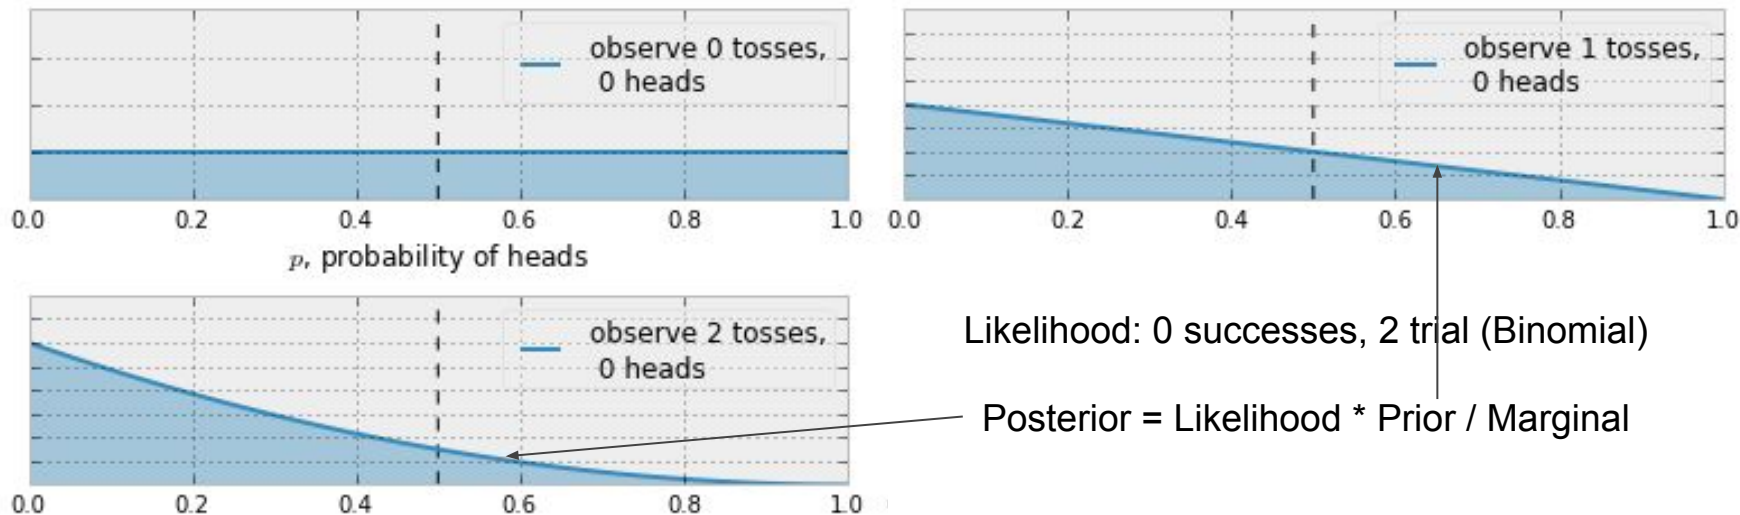 observe 0 tosses,
0 heads
0.0 0.2 0.4 0.6 0.8 1.0
p, probability of heads
observe 1 tosses,
0 heads
0.0 0.2 0.4 0.6 0.8 1.0
observe 2 tosses,
0 heads
0.0 0.2 0.4 0.6 0.8 1.0
Likelihood: 0 successes, 2 trial (Binomial)
Posterior = Likelihood * Prior / Marginal